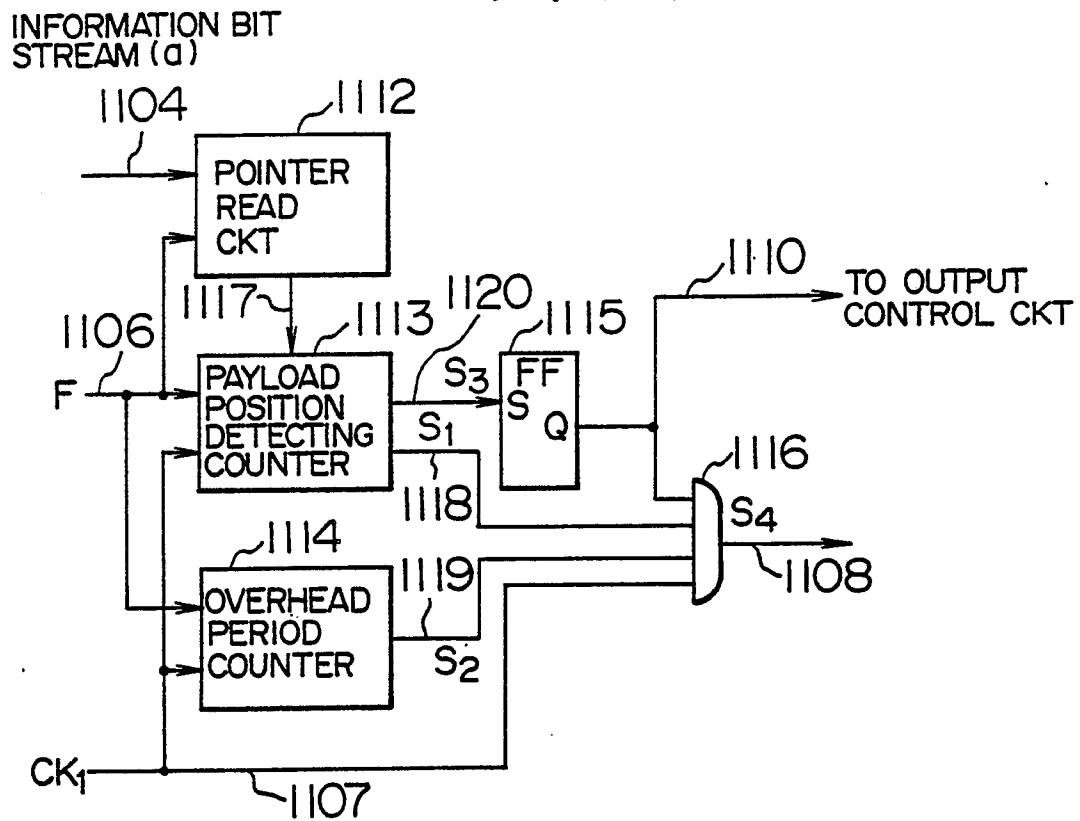 INFORMATION BIT
STREAM (a)
1104
1112
POINTER
READ
CKT
1110
TO OUTPUT
CONTROL CKT
1117
1113
1120
1115
1106
F
PAYLOAD
POSITION
DETECTING
COUNTER
S3
FF
S
Q
S1
1118
1116
S4
1108
1114
1119
OVERHEAD
PERIOD
COUNTER
S2
CK1
1107